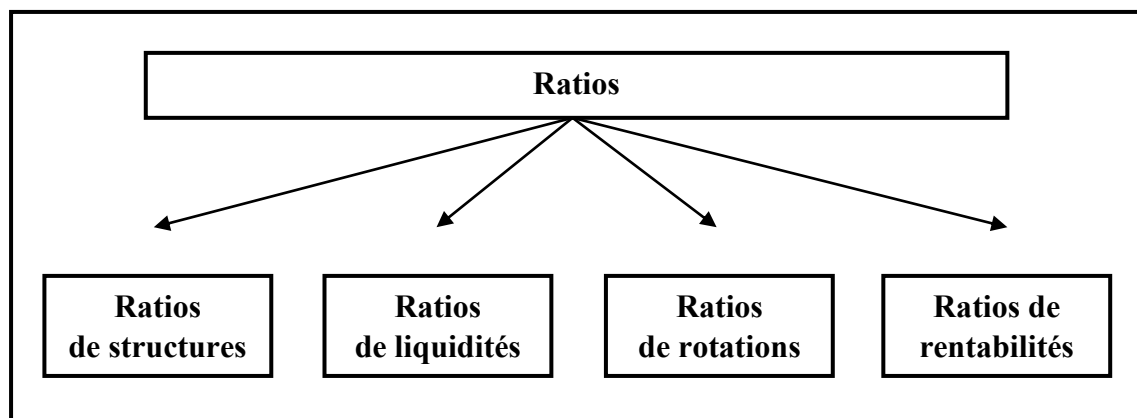 Ratios
Ratios
de structures
Ratios
de liquidités
Ratios
de rotations
Ratios de
rentabilités